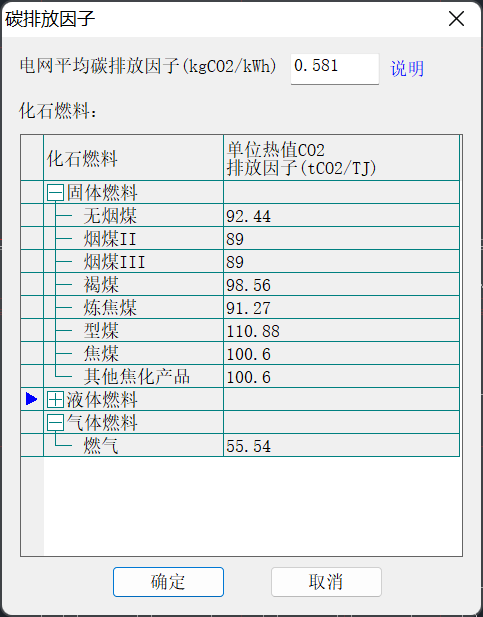 碳排放因子
电网平均碳排放因子(kgCO2/kWh) 0.581 说明
化石燃料:
化石燃料 单位热值CO2
排放因子(tCO2/TJ)
固体燃料
无烟煤 92.44
烟煤II 89
烟煤III 89
褐煤 98.56
炼焦煤 91.27
型煤 110.88
焦煤 100.6
其他焦化产品 100.6
液体燃料
气体燃料
燃气 55.54
确定 取消